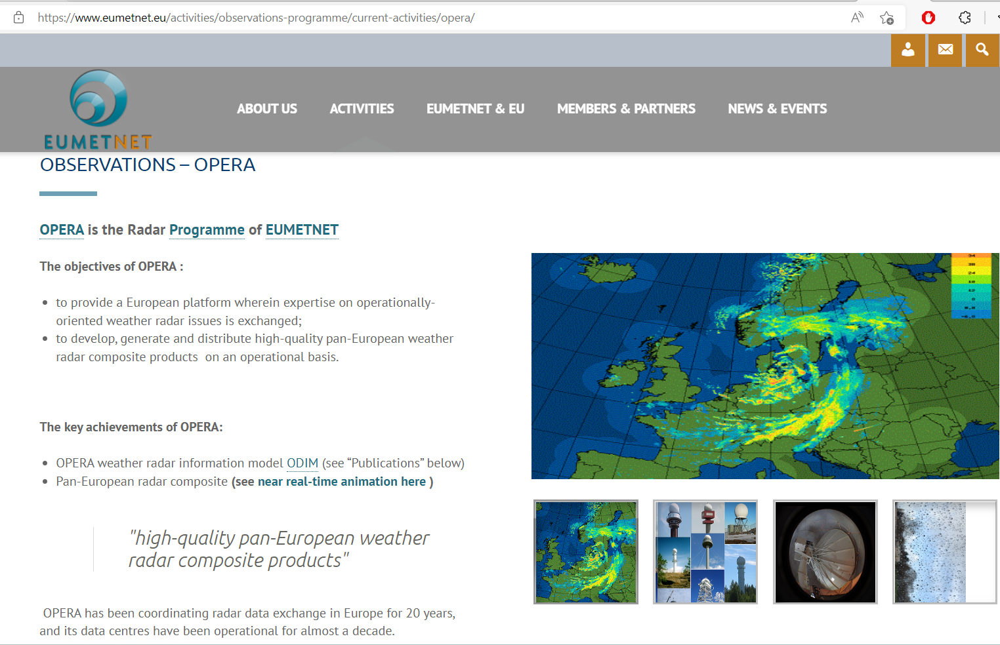 https://www.eumetnet.eu/activities/observations-programme/current-activities/opera/
EUMETNET
ABOUT US
ACTIVITIES
EUMETNET & EU
MEMBERS & PARTNERS
NEWS & EVENTS
OBSERVATIONS – OPERA
OPERA is the Radar Programme of EUMETNET
The objectives of OPERA :
to provide a European platform wherein expertise on operationally-
oriented weather radar issues is exchanged;
to develop, generate and distribute high-quality pan-European weather
radar composite products  on an operational basis.
The key achievements of OPERA:
OPERA weather radar information model ODIM (see “Publications” below)
Pan-European radar composite (see near real-time animation here )
"high-quality pan-European weather
radar composite products"
OPERA has been coordinating radar data exchange in Europe for 20 years,
and its data centres have been operational for almost a decade.